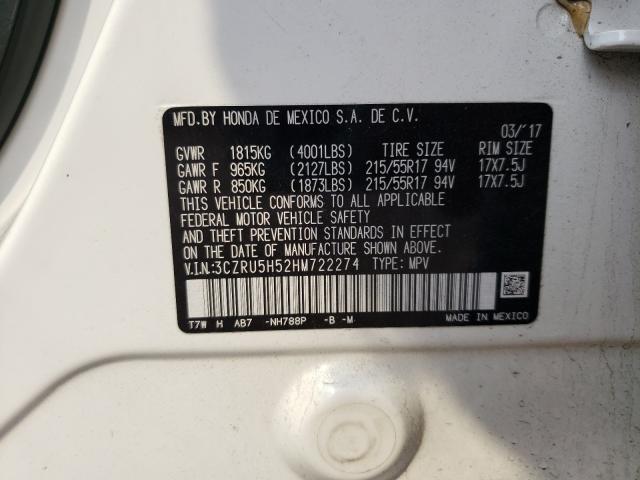 MFD.BY HONDA DE MEXICO S.A. DE C.V.
03/'17
GVWR 1815KG (4001LBS) TIRE SIZE RIM SIZE
GAWR F 965KG (2127LBS) 215/55R17 94V 17X7.5J
GAWR R 850KG (1873LBS) 215/55R17 94V 17X7.5J
THIS VEHICLE CONFORMS TO ALL APPLICABLE
FEDERAL MOTOR VEHICLE SAFETY
AND THEFT PREVENTION STANDARDS IN EFFECT
ON THE DATE OF MANUFACTURE SHOWN ABOVE.
V.I.N.:3CZRU5H52HM722274 TYPE: MPV
T7W H AB7 -NH788P -B -M
MADE IN MEXICO